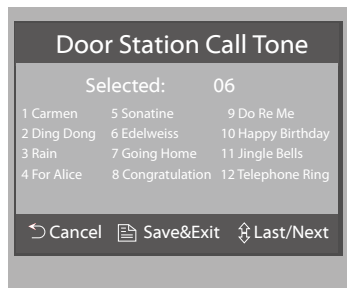 Door Station Call Tone
Selected: 06
1 Carmen 5 Sonatine 9 Do Re Me
2 Ding Dong 6 Edelweiss 10 Happy Birthday
3 Rain 7 Going Home 11 Jingle Bells
4 For Alice 8 Congratulation 12 Telephone Ring
Cancel Save&Exit Last/Next